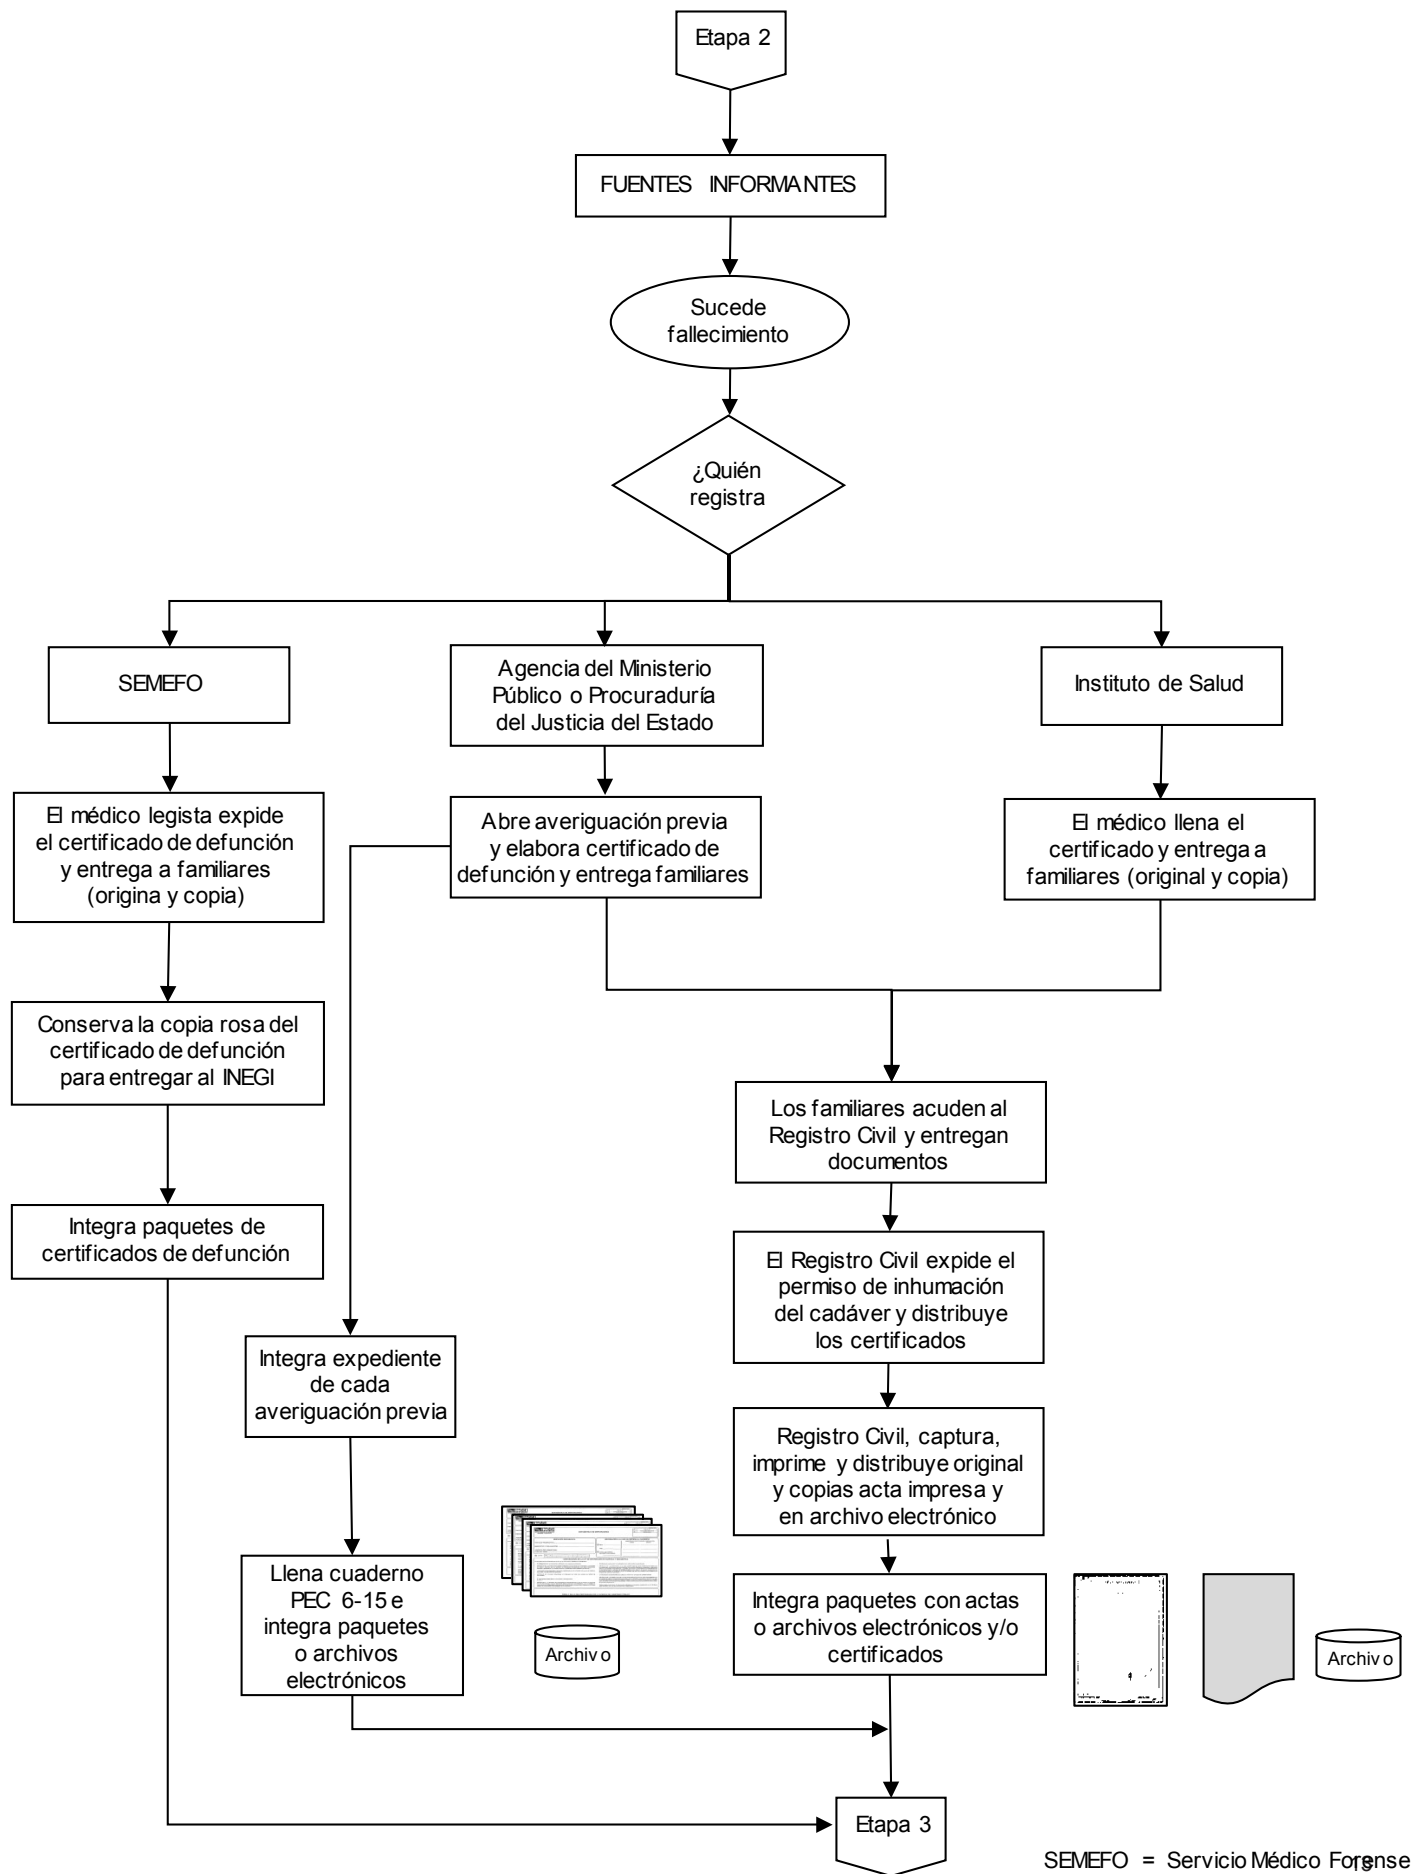 Etapa 2
FUENTES INFORMANTES
Sucede
fallecimiento
¿Quién
registra
SEMEFO
Agencia del Ministerio
Público o Procuraduría
del Justicia del Estado
Instituto de Salud
El médico legista expide
el certificado de defunción
y entrega a familiares
(origina y copia)
Abre averiguación previa
y elabora certificado de
defunción y entrega familiares
El médico llena el
certificado y entrega a
familiares (original y copia)
Conserva la copia rosa del
certificado de defunción
para entregar al INEGI
Los familiares acuden al
Registro Civil y entregan
documentos
Integra paquetes de
certificados de defunción
El Registro Civil expide el
permiso de inhumación
del cadáver y distribuye
los certificados
Integra expediente
de cada
averiguación previa
Registro Civil, captura,
imprime y distribuye original
y copias acta impresa y
en archivo electrónico
Llena cuaderno
PEC 6-15 e
integra paquetes
o archivos
electrónicos
Archivo
Integra paquetes con actas
o archivos electrónicos y/o
certificados
Archivo
Etapa 3
SEMEFO = Servicio Médico Forense